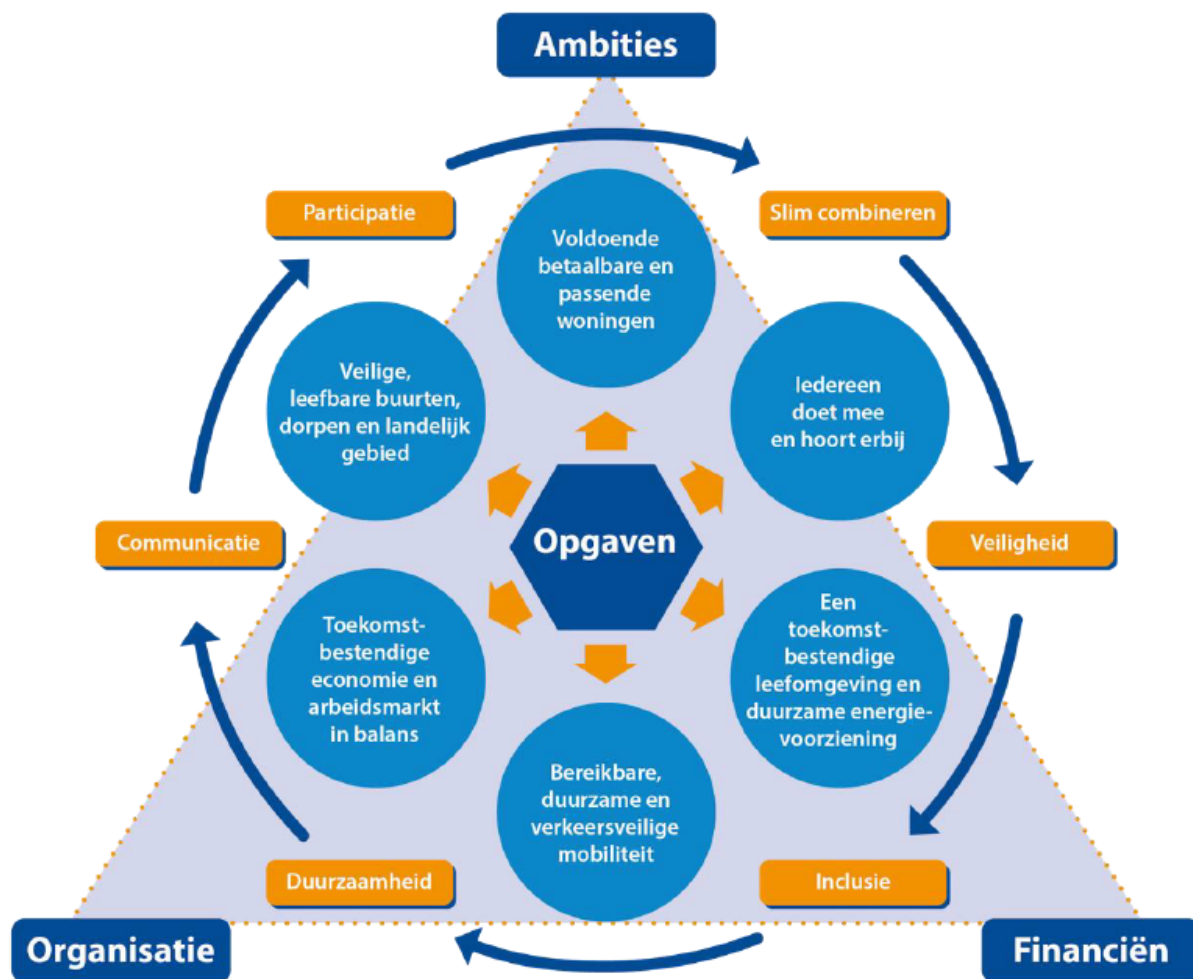 Ambities
Participatie
Slim combineren
Voldoende
betaalbare en
passende
woningen
Veilige,
leefbare buurten,
dorpen en landelijk
gebied
Iedereen
doet mee
en hoort erbij
Communicatie
Opgaven
Veiligheid
Toekomst-
bestendige
economie en
arbeidsmarkt
in balans
Een
toekomst-
bestendige
leefomgeving en
duurzame energie-
voorziening
Bereikbare,
duurzame en
verkeersveilige
mobiliteit
Duurzaamheid
Inclusie
Organisatie
Financiën